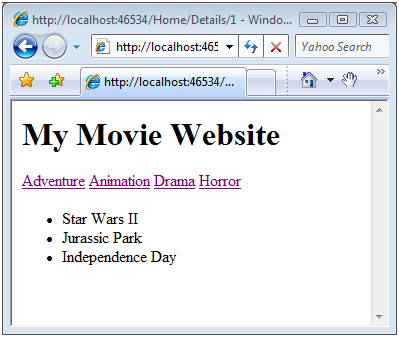 http://localhost:46534/Home/Details/1 - Windo...
http://localhost:465
Yahoo Search
http://localhost:46534/...
My Movie Website
Adventure Animation Drama Horror
Star Wars II
Jurassic Park
Independence Day